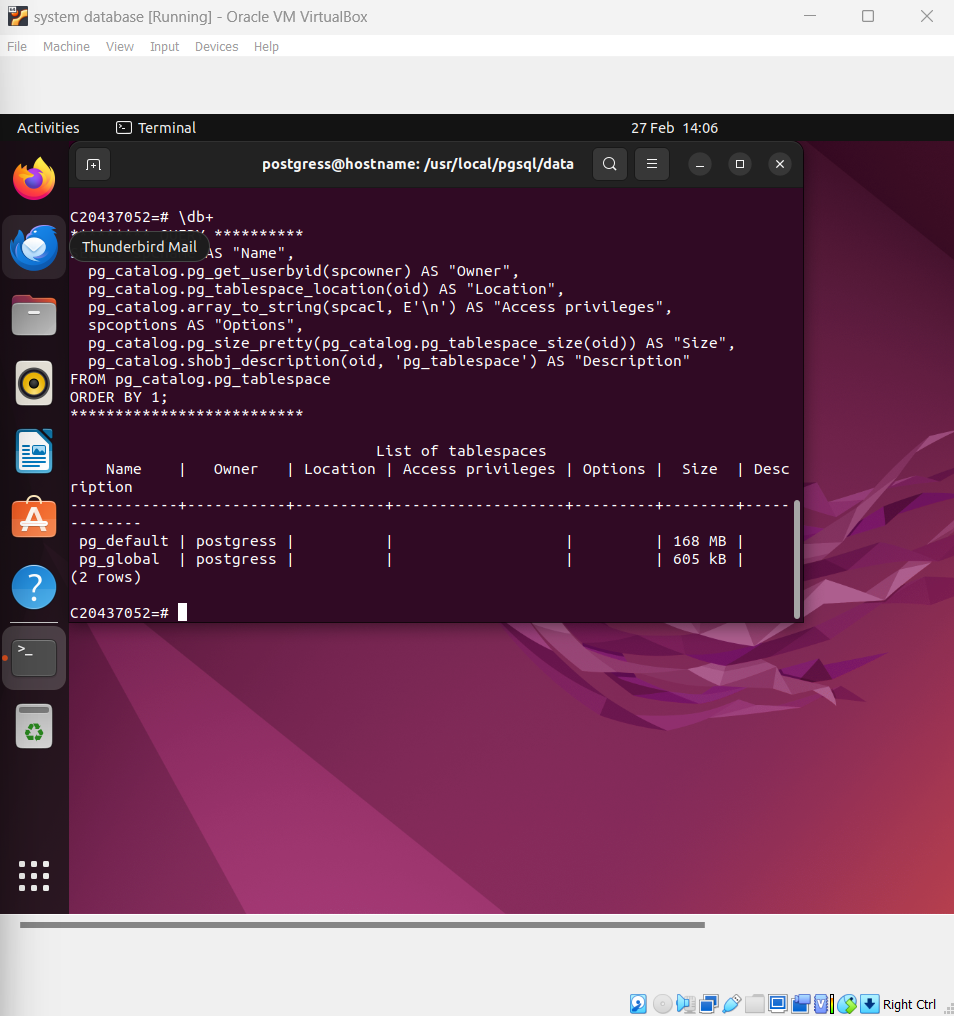 system database [Running] - Oracle VM VirtualBox
File Machine View Input Devices Help
Activities Terminal 27 Feb 14:06
postgress@hostname: /usr/local/pgsql/data
C20437052=# \db+
********** 
Thunderbird Mail
AS "Name",
  pg_catalog.pg_get_userbyid(spcowner) AS "Owner",
  pg_catalog.pg_tablespace_location(oid) AS "Location",
  pg_catalog.array_to_string(spcacl, E'\n') AS "Access privileges",
  spcoptions AS "Options",
  pg_catalog.pg_size_pretty(pg_catalog.pg_tablespace_size(oid)) AS "Size",
  pg_catalog.shobj_description(oid, 'pg_tablespace') AS "Description"
FROM pg_catalog.pg_tablespace
ORDER BY 1;
**************************
List of tablespaces
    Name    |   Owner   | Location | Access privileges | Options |  Size  | Desc
ription
------------+-----------+----------+-------------------+---------+--------+-----
--------
 pg_default | postgress |          |                   |         | 168 MB |
 pg_global  | postgress |          |                   |         | 605 kB |
(2 rows)
C20437052=#
Right Ctrl